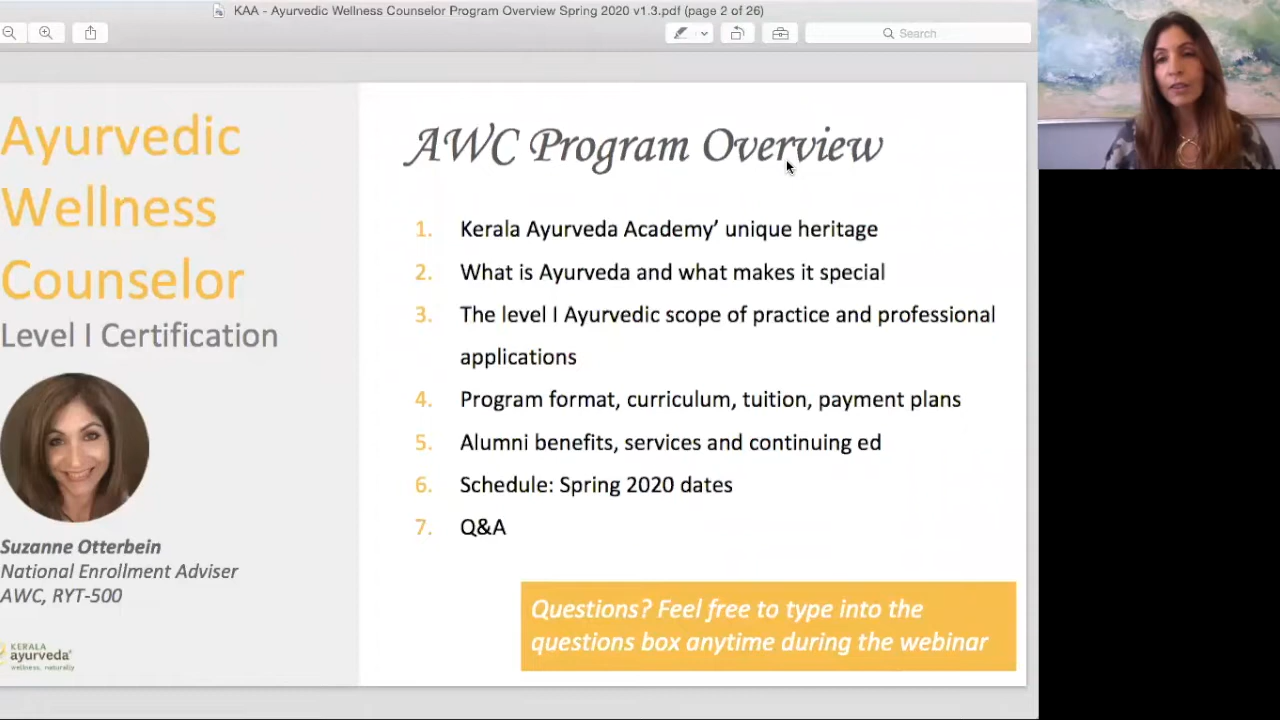 KAA - Ayurvedic Wellness Counselor Program Overview Spring 2020 v1.3.pdf (page 2 of 26)
Search
Ayurvedic
Wellness
Counselor
Level I Certification
Suzanne Otterbein
National Enrollment Adviser
AWC, RYT-500
KERALA
ayurveda
wellness, naturally
AWC Program Overview
1. Kerala Ayurveda Academy’ unique heritage
2. What is Ayurveda and what makes it special
3. The level I Ayurvedic scope of practice and professional
applications
4. Program format, curriculum, tuition, payment plans
5. Alumni benefits, services and continuing ed
6. Schedule: Spring 2020 dates
7. Q&A
Questions? Feel free to type into the
questions box anytime during the webinar